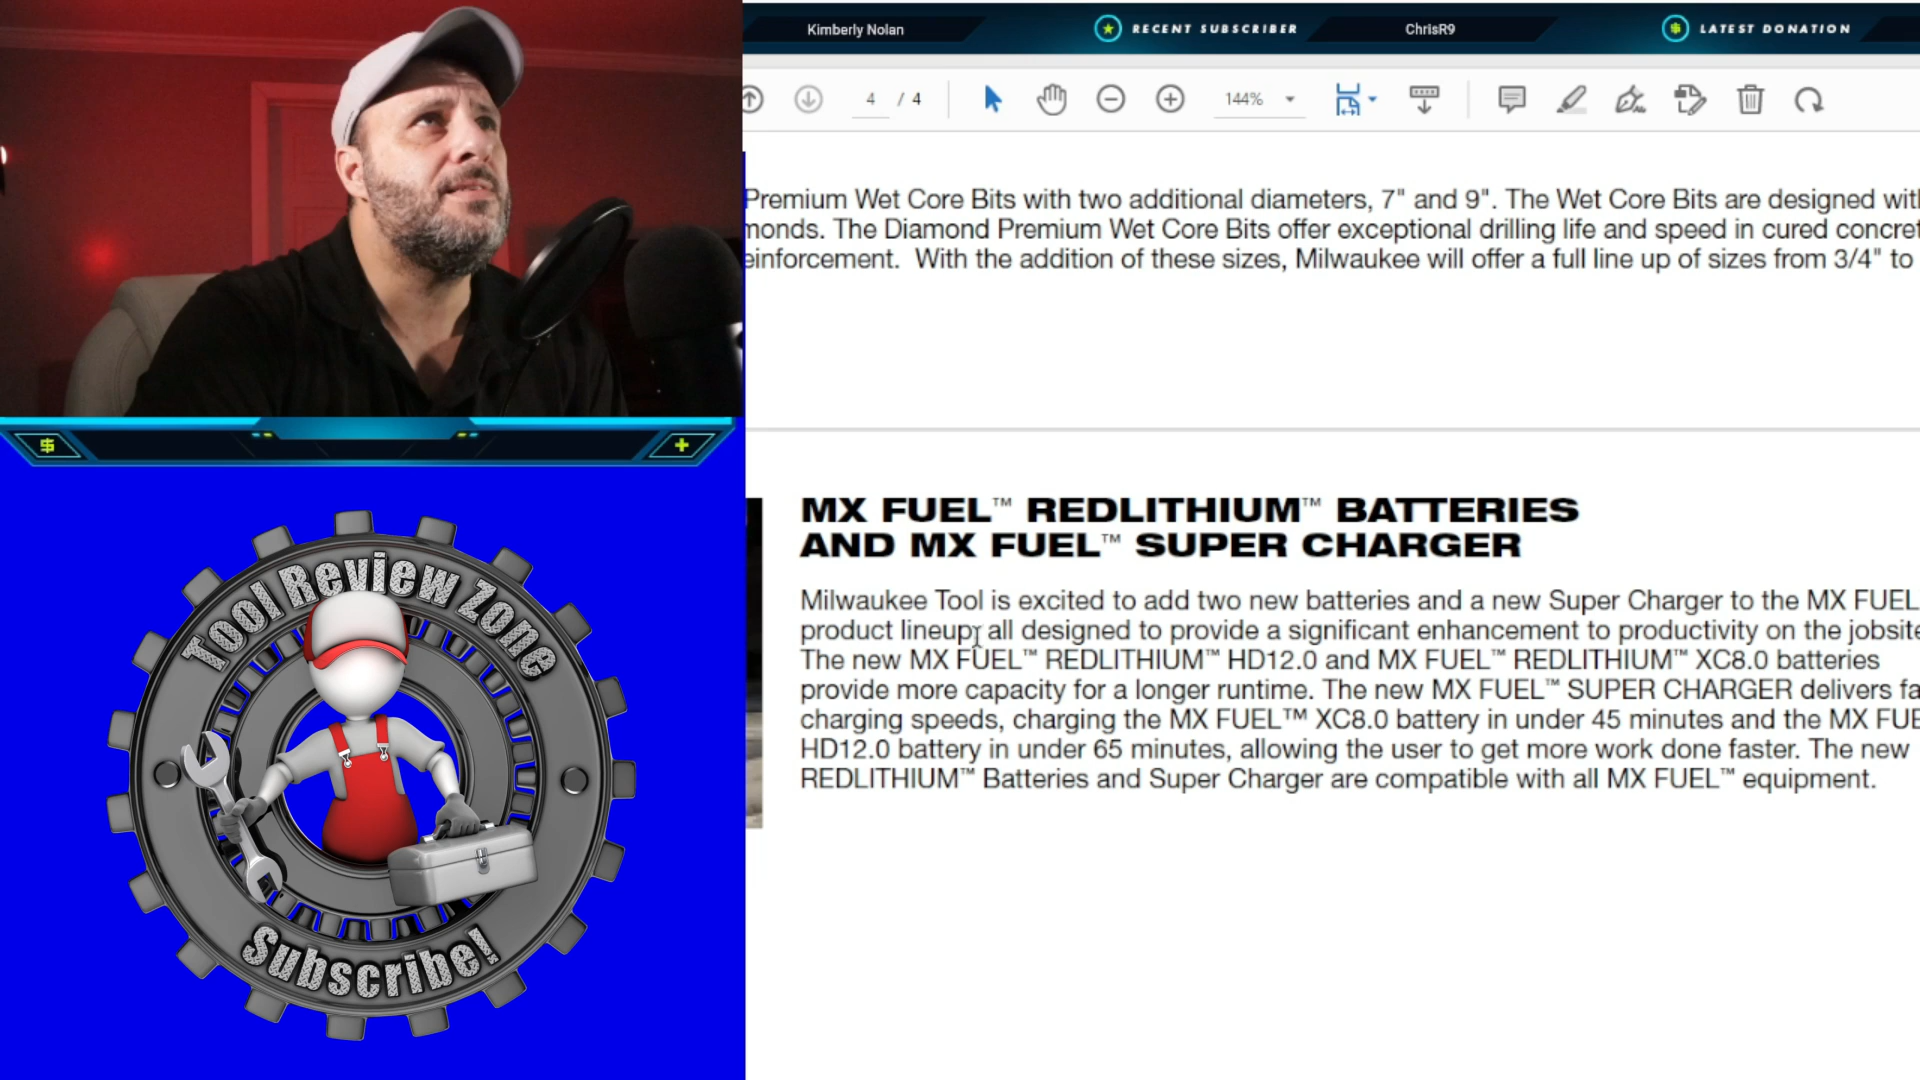 Kimberly Nolan
RECENT SUBSCRIBER
ChrisR9
LATEST DONATION
4 / 4
144%
Premium Wet Core Bits with two additional diameters, 7" and 9". The Wet Core Bits are designed
monds. The Diamond Premium Wet Core Bits offer exceptional drilling life and speed in cured
einforcement. With the addition of these sizes, Milwaukee will offer a full line up of sizes from 3/4" to
MX FUEL™ REDLITHIUM™ BATTERIES
AND MX FUEL™ SUPER CHARGER
Milwaukee Tool is excited to add two new batteries and a new Super Charger to the MX FUEL
product lineup, all designed to provide a significant enhancement to productivity on the jobsite
The new MX FUEL™ REDLITHIUM™ HD12.0 and MX FUEL™ REDLITHIUM™ XC8.0 batteries
provide more capacity for a longer runtime. The new MX FUEL™ SUPER CHARGER delivers fa
charging speeds, charging the MX FUEL™ XC8.0 battery in under 45 minutes and the MX FUE
HD12.0 battery in under 65 minutes, allowing the user to get more work done faster. The new
REDLITHIUM™ Batteries and Super Charger are compatible with all MX FUEL™ equipment.
Tool Review Zone
Subscribe!